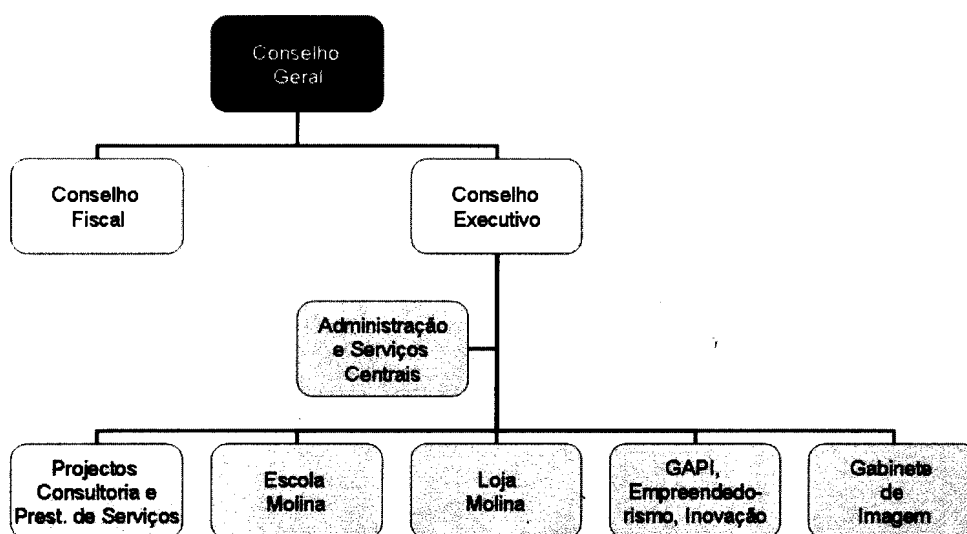 Conselho
Geral
Conselho
Fiscal
Conselho
Executivo
Administração
e Serviços
Centrais
Projectos
Consultoria e
Prest. de Serviços
Escola
Molina
Loja
Molina
GAPI,
Empreendedo-
rismo, Inovação
Gabinete
de
Imagem